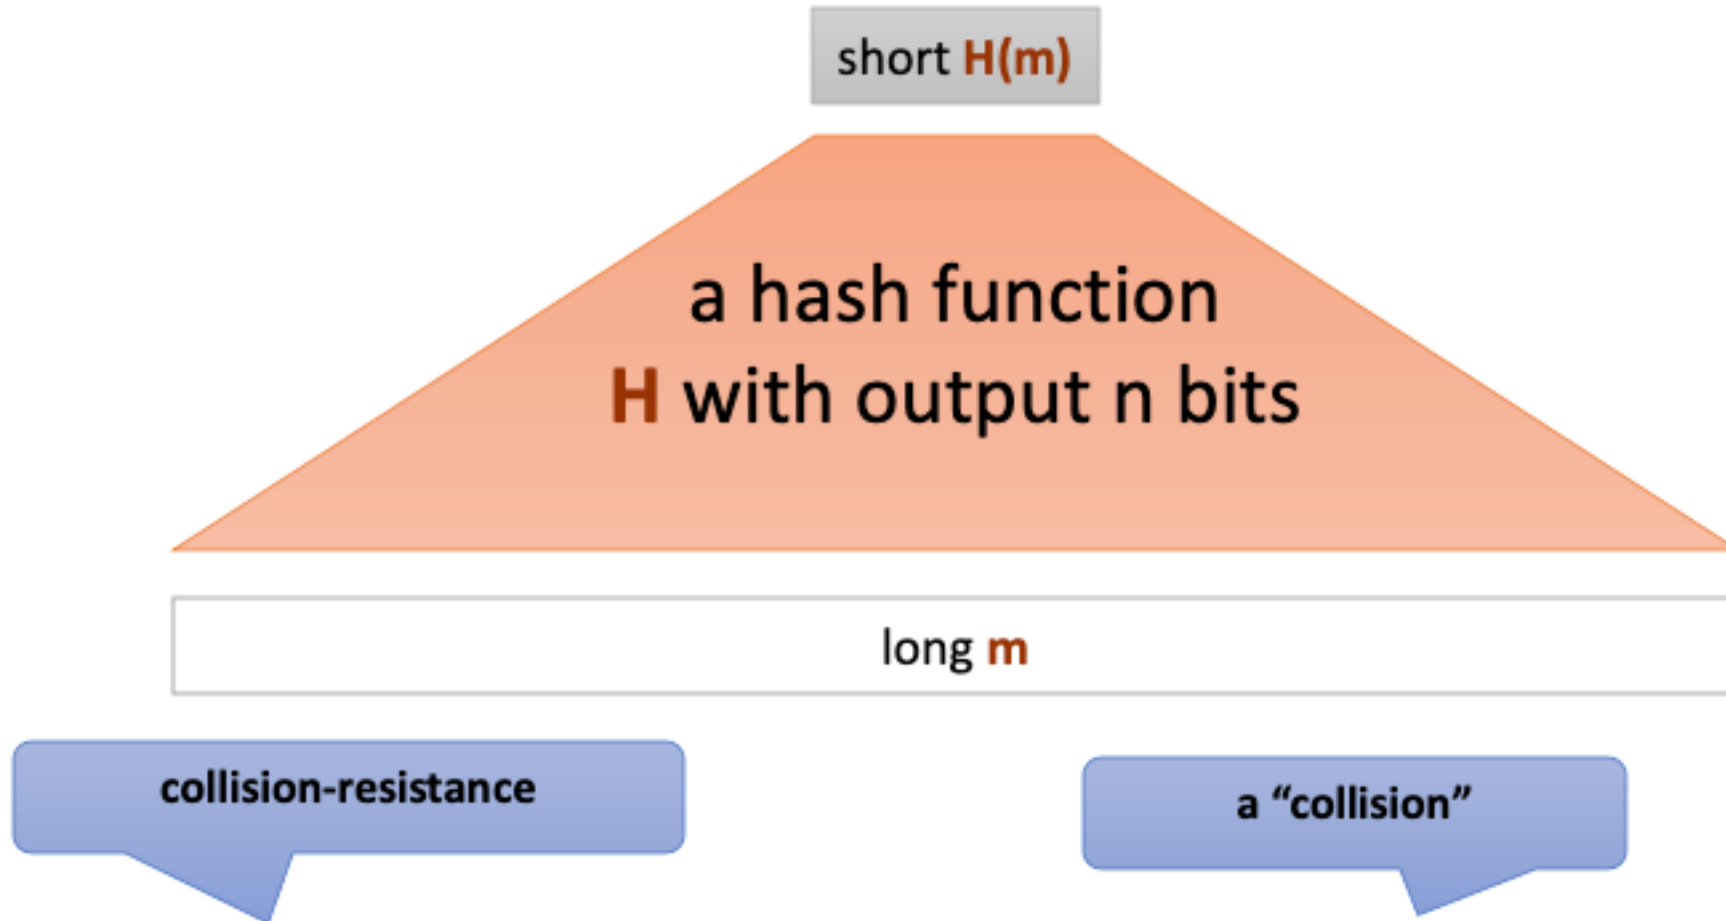 short H(m)
a hash function
H with output n bits
long m
collision-resistance
a “collision”